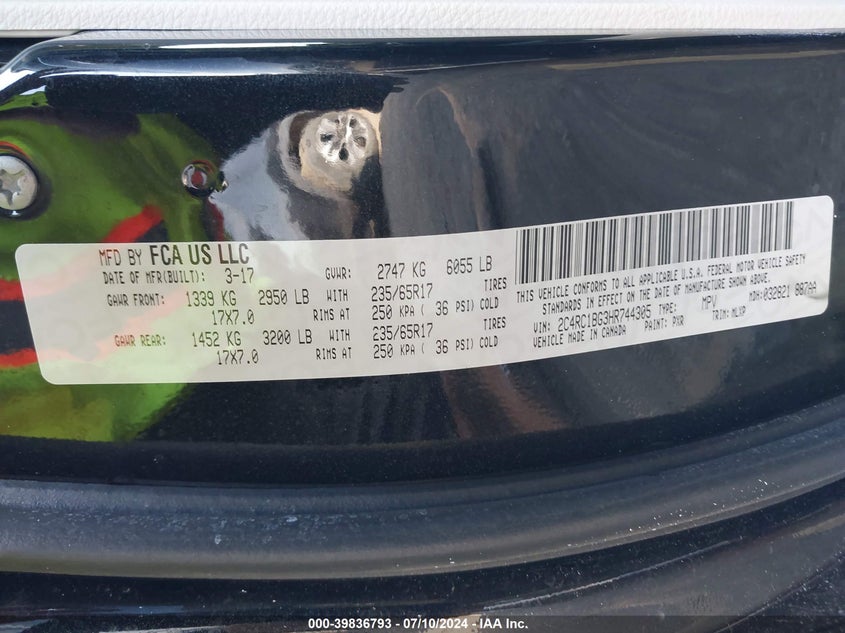 MFD BY FCA US LLC
DATE OF MFR(BUILT): 3-17 GVWR: 2747 KG 6055 LB
GAWR FRONT: 1339 KG 2950 LB WITH 235/65R17 TIRES
17X7.0 RIMS AT 250 KPA ( 36 PSI) COLD
GAWR REAR: 1452 KG 3200 LB WITH 235/65R17 TIRES
17X7.0 RIMS AT 250 KPA ( 36 PSI) COLD
THIS VEHICLE CONFORMS TO ALL APPLICABLE U.S.A. FEDERAL MOTOR VEHICLE SAFETY
STANDARDS IN EFFECT ON THE DATE OF MANUFACTURE SHOWN ABOVE.
VIN: 2C4RC1BG3HR744305 TYPE: MPV MDH: 032821 887AA
VEHICLE MADE IN CANADA PAINT: PXR TRIM: MLXP
000-39836793 - 07/10/2024 - IAA Inc.